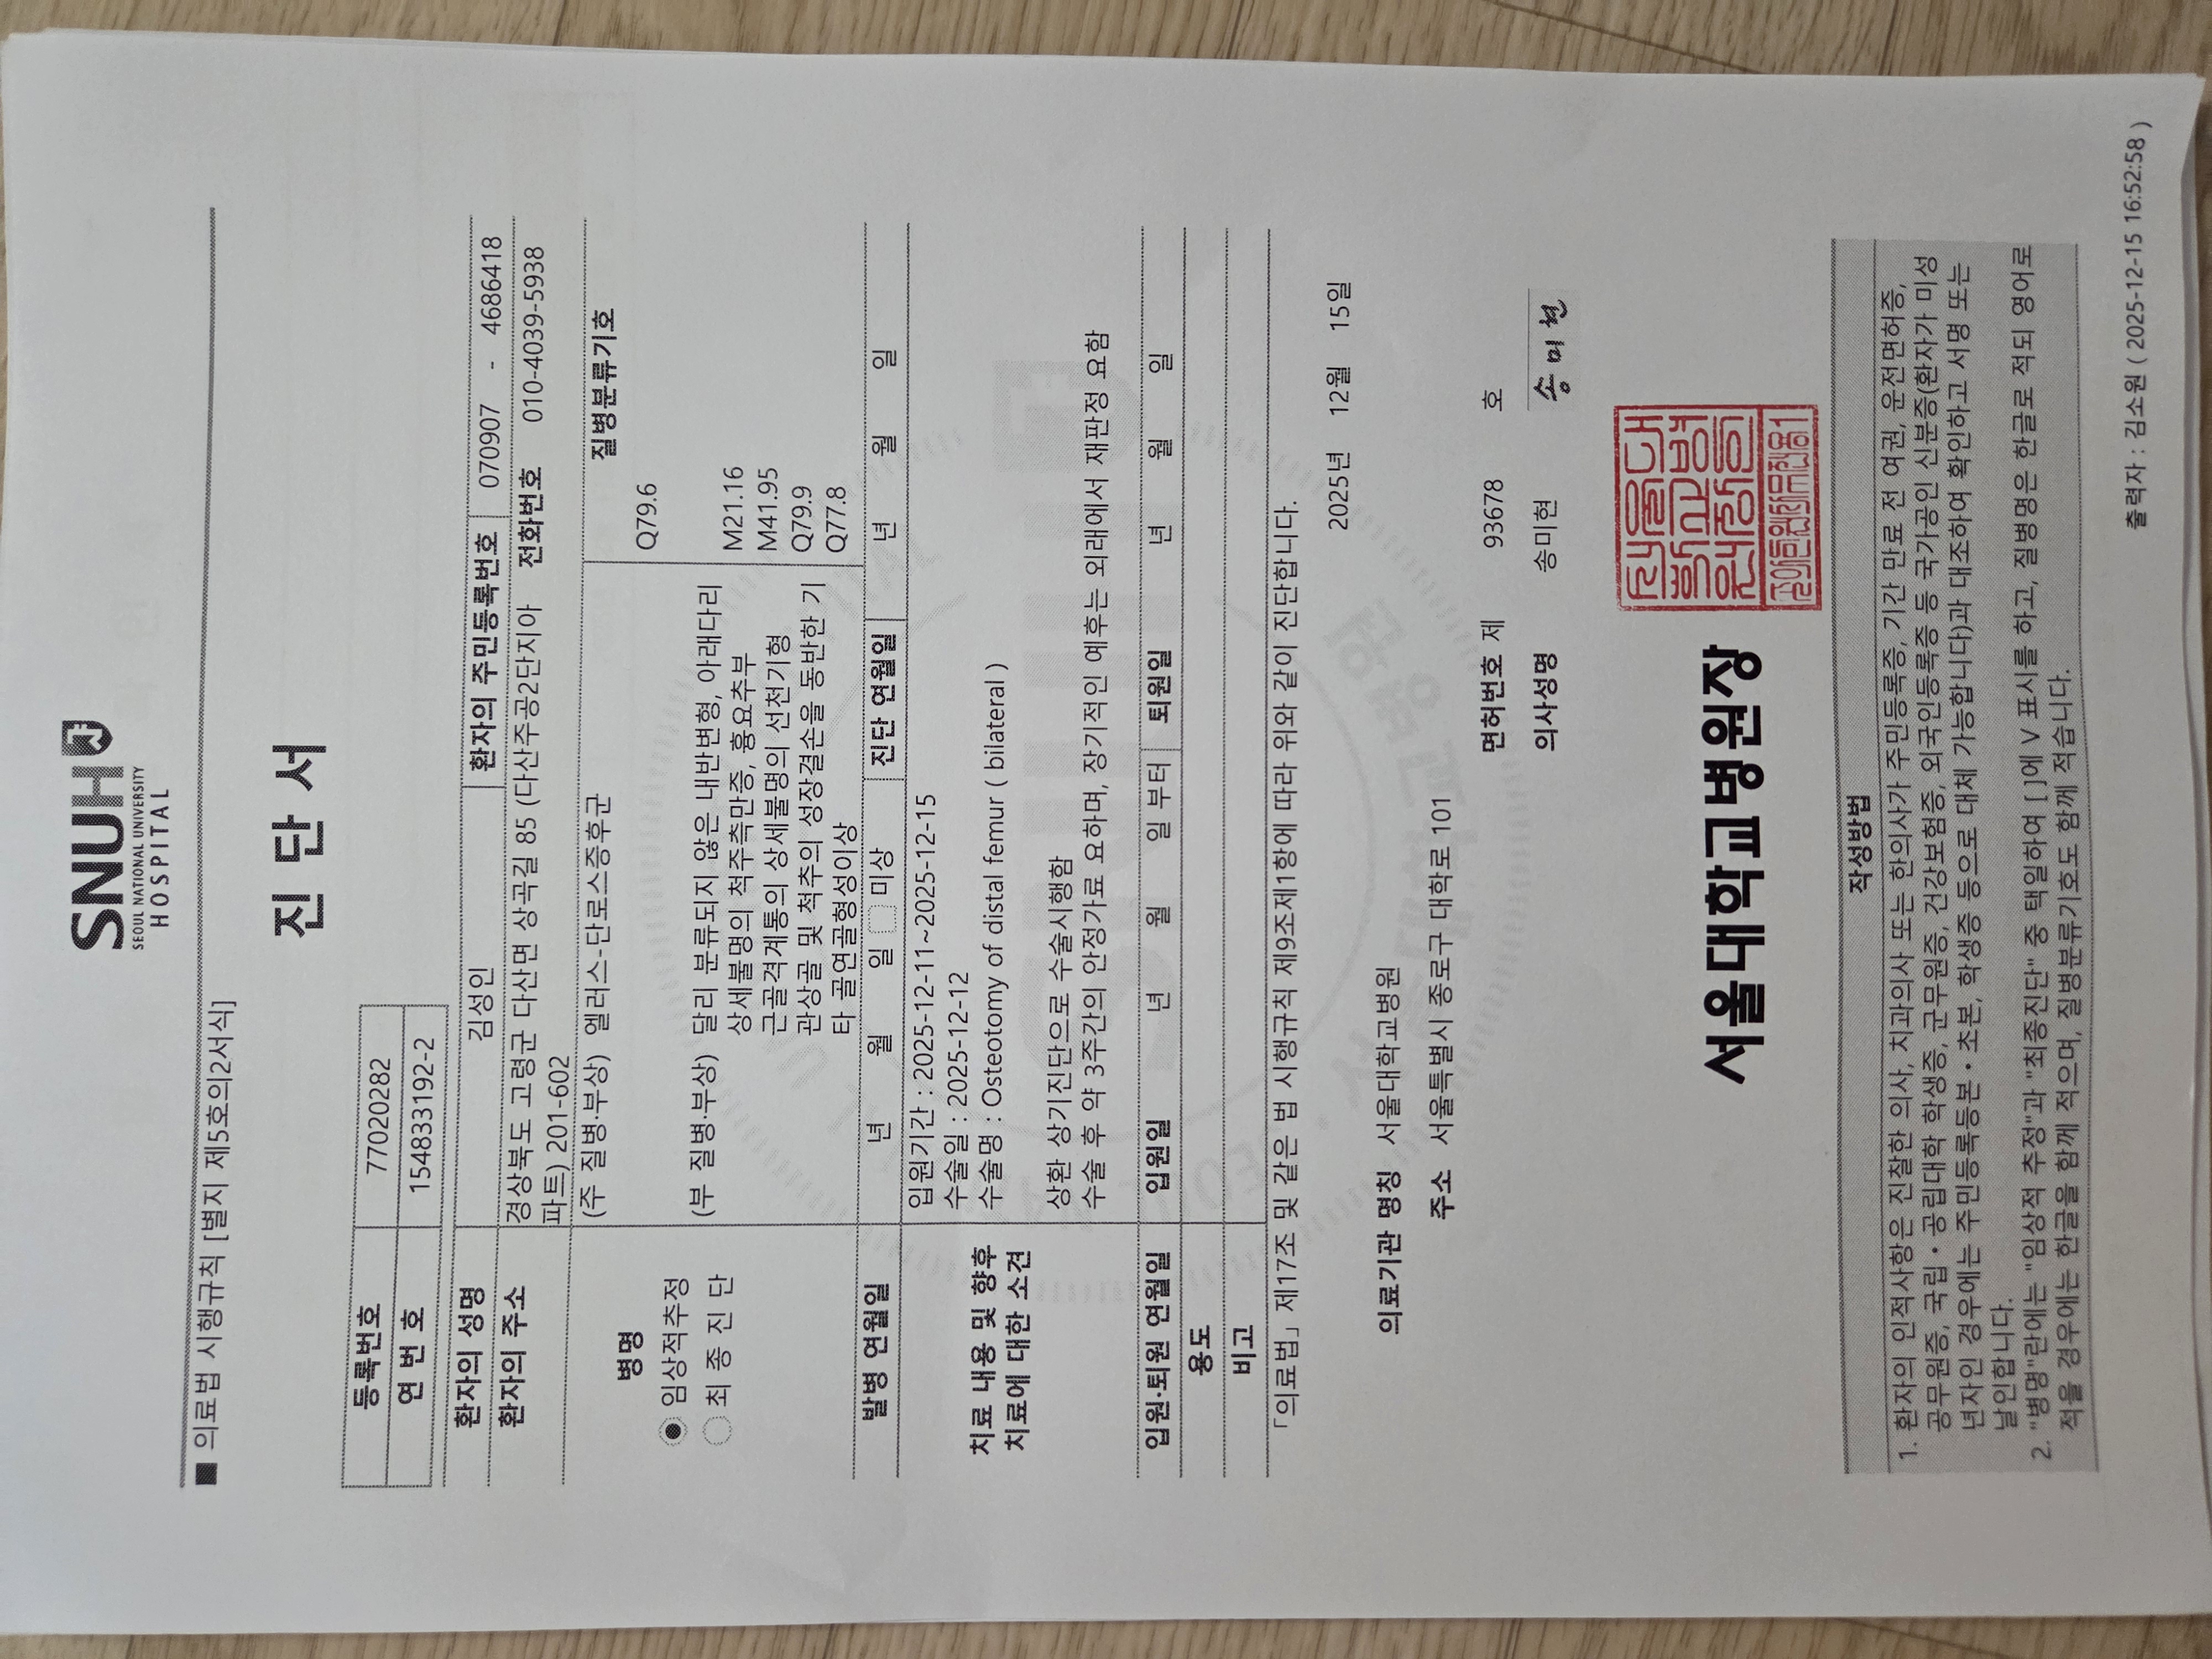 SNUH
SEOUL NATIONAL UNIVERSITY
HOSPITAL
■ 의료법 시행규칙 [별지 제5호의2서식]
진 단 서
등록번호 77020282
연 번 호 154833192-2
환자의 성명 김성인 환자의 주민등록번호 070907 - 4686418
환자의 주소 경상북도 고령군 다산면 상곡길 85 (다산주공2단지아 전화번호 010-4039-5938
파트) 201-602
병명
임상적추정
최 종 진 단
(주 질병·부상) 엘러스-단로스증후군
질병분류기호
Q79.6
(부 질병·부상) 달리 분류되지 않은 내반변형, 아래다리 M21.16
상세불명의 척추측만증, 흉요추부 M41.95
근골격계통의 상세불명의 선천기형 Q79.9
관상골 및 척추의 성장결손을 동반한 기 Q77.8
타 골연골형성이상
발병 연월일 년 월 일 미상 진단 연월일 년 월 일
치료 내용 및 향후
치료에 대한 소견
입원기간 : 2025-12-11~2025-12-15
수술일 : 2025-12-12
수술명 : Osteotomy of distal femur ( bilateral )
상환 상기진단으로 수술시행함
수술 후 약 3주간의 안정가료 요하며, 장기적인 예후는 외래에서 재판정 요함
입원·퇴원 연월일 입원일 년 월 일 부터 퇴원일 년 월 일
용도
비고
「의료법」 제17조 및 같은 법 시행규칙 제9조제1항에 따라 위와 같이 진단합니다.
2025년 12월 15일
의료기관 명칭 서울대학교병원
주소 서울특별시 종로구 대학로 101
면허번호 제 93678 호
의사성명 송미현 송미현
서울대학교병원장
작성방법
1. 환자의 인적사항은 진찰한 의사, 치과의사 또는 한의사가 주민등록증, 기간 만료 전 여권, 운전면허증,
공무원증, 국립·공립대학 학생증, 군무원증, 건강보험증, 외국인등록증 등 국가공인 신분증(환자가 미성
년자인 경우에는 주민등록등본·초본, 학생증 등으로 대체 가능합니다)과 대조하여 확인하고 서명 또는
날인합니다.
2. "병명"란에는 "임상적 추정"과 "최종진단" 중 택일하여 [ ]에 V 표시를 하고, 질병명은 한글로 적되 영어로
적을 경우에는 한글을 함께 적으며, 질병분류기호도 함께 적습니다.
출력자 : 김소원 ( 2025-12-15 16:52:58 )